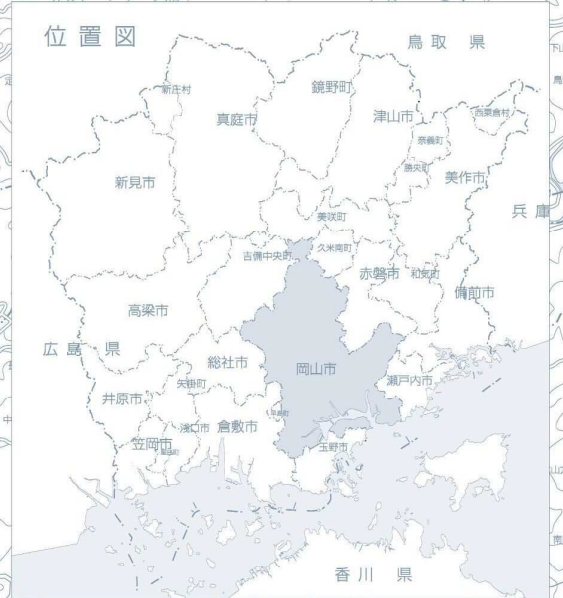 位置図
鳥取 県
下山
新庄村
鏡野町
真庭市
津山市
西粟倉村
奈義町
勝央町
新見市
美作市
美咲町
兵庫
吉備中央町
久米南町
赤磐市
和気町
備前市
高梁市
広島 県
総社市
岡山市
矢掛町
瀬戸内市
井原市
早島町
浅口市
倉敷市
笠岡市
玉野市
香川 県